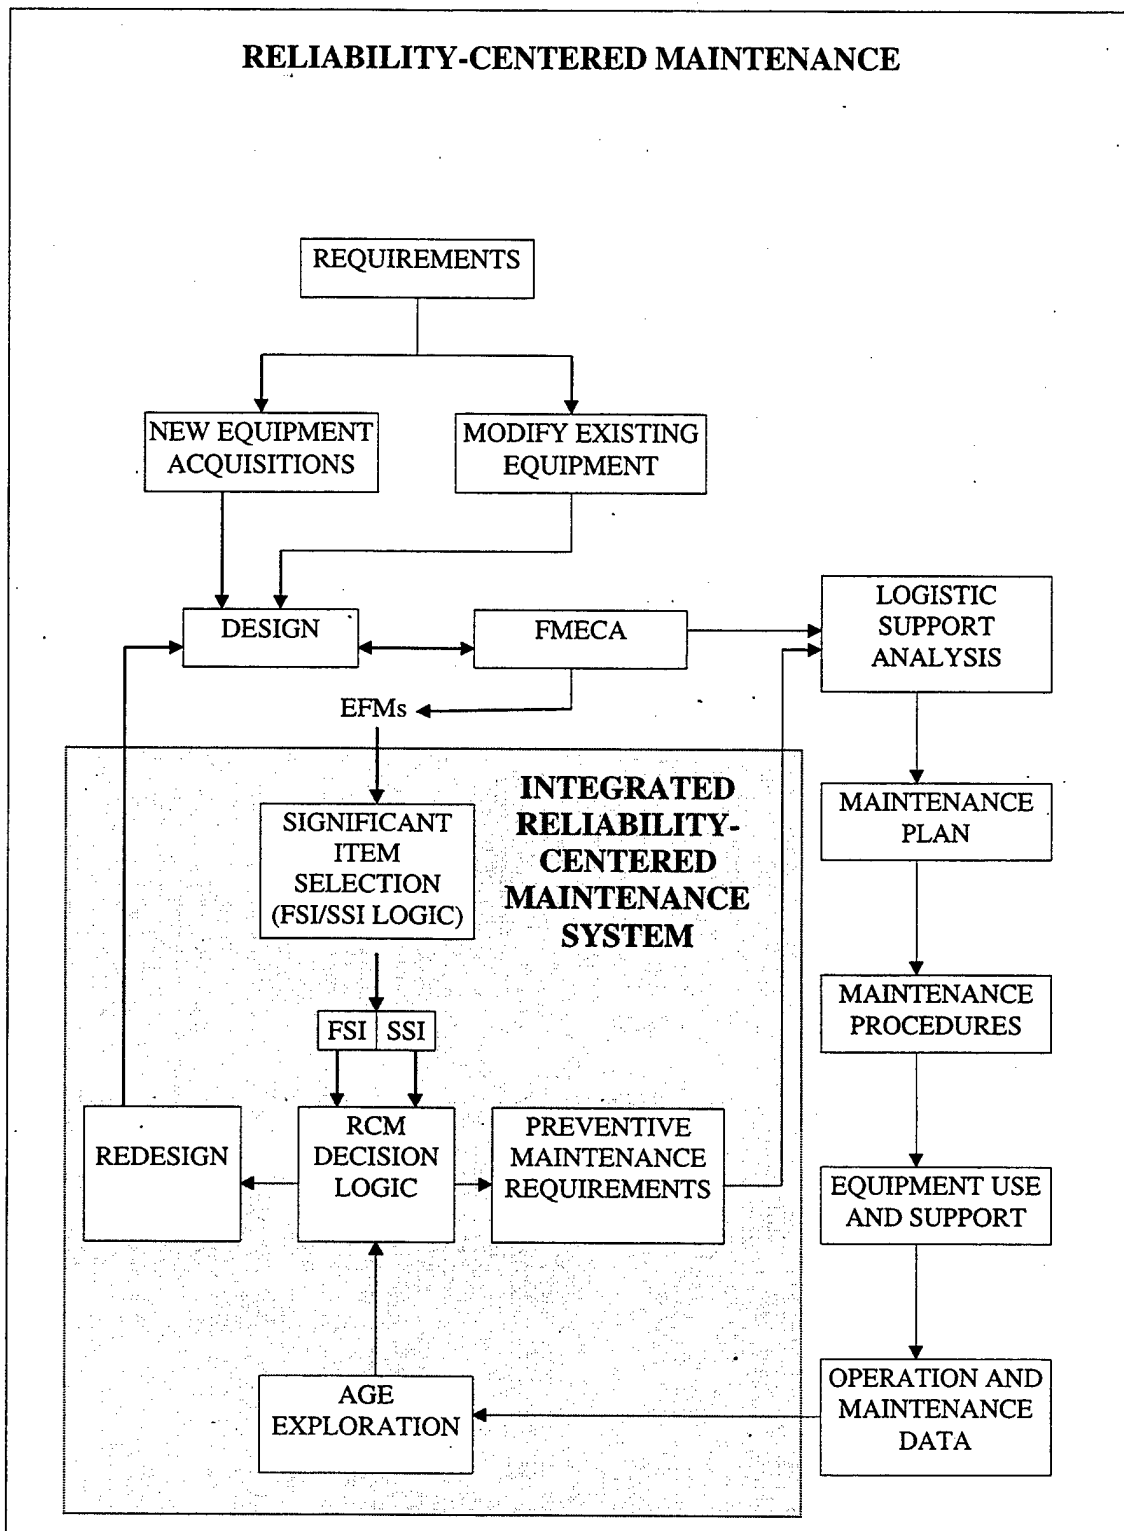 RELIABILITY-CENTERED MAINTENANCE
REQUIREMENTS
NEW EQUIPMENT
ACQUISITIONS
MODIFY EXISTING
EQUIPMENT
DESIGN
FMECA
LOGISTIC
SUPPORT
ANALYSIS
EFMs
INTEGRATED
RELIABILITY-
CENTERED
MAINTENANCE
SYSTEM
SIGNIFICANT
ITEM
SELECTION
(FSI/SSI LOGIC)
MAINTENANCE
PLAN
FSI SSI
MAINTENANCE
PROCEDURES
REDESIGN
RCM
DECISION
LOGIC
PREVENTIVE
MAINTENANCE
REQUIREMENTS
EQUIPMENT USE
AND SUPPORT
AGE
EXPLORATION
OPERATION AND
MAINTENANCE
DATA